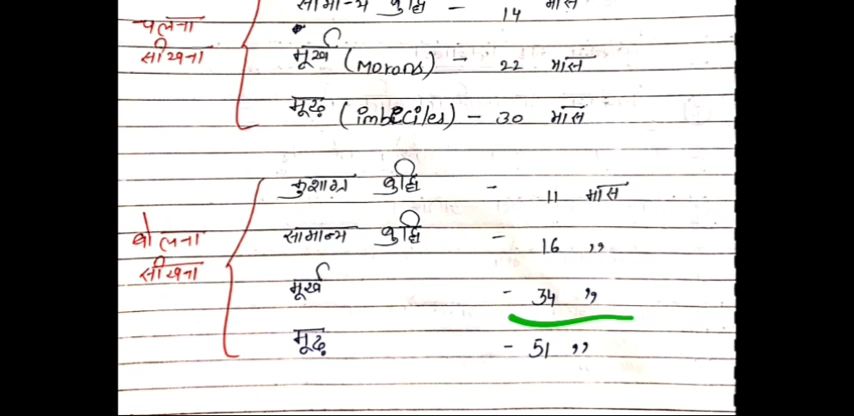 सामान्य बुद्धि - 14 मास
चलना
सीखना
मूर्ख (Morons) - 22 मास
मूढ़ (imbeciles) - 30 मास
कुशाग्र बुद्धि - 11 मास
बोलना
सामान्य बुद्धि - 16 ,,
सीखना
मूर्ख - 34 ,,
मूढ़ - 51 ,,